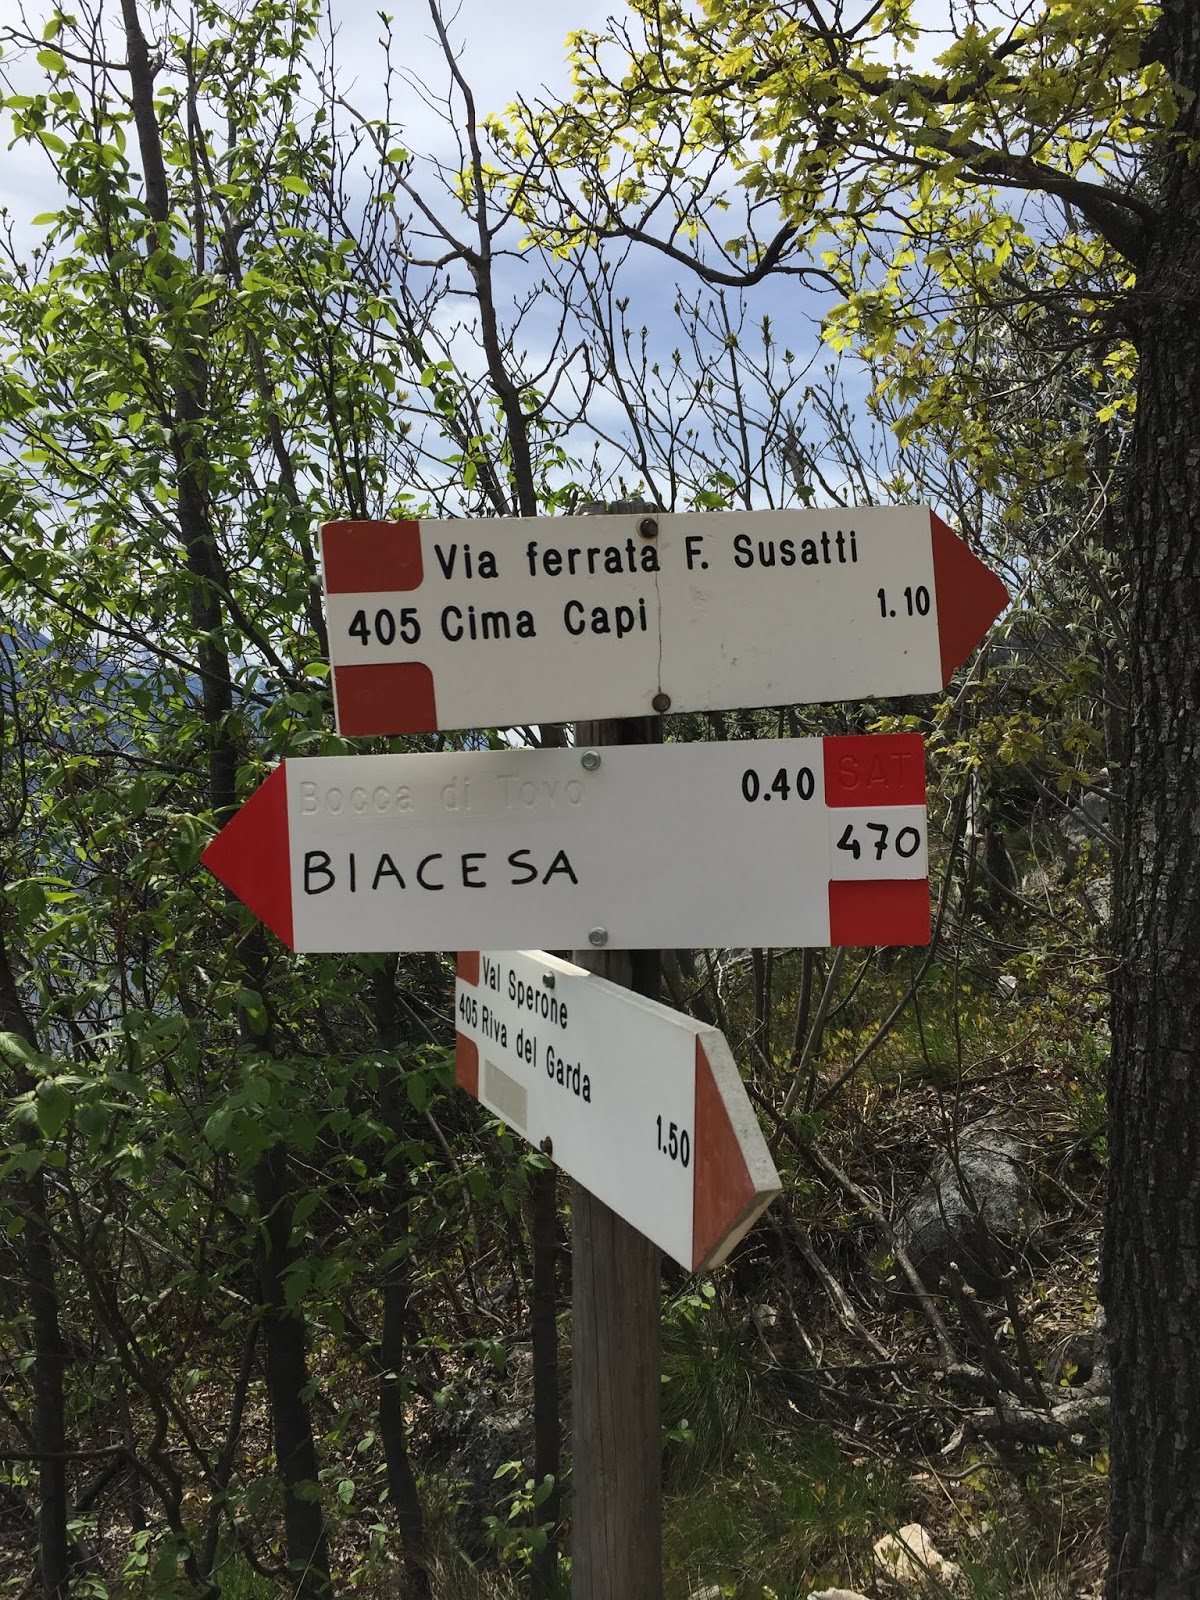 Via ferrata F. Susatti
405 Cima Capi 1.10
Bocca di Tovo 0.40 SAT
BIACESA 470
Val Sperone
405 Riva del Garda
1.50